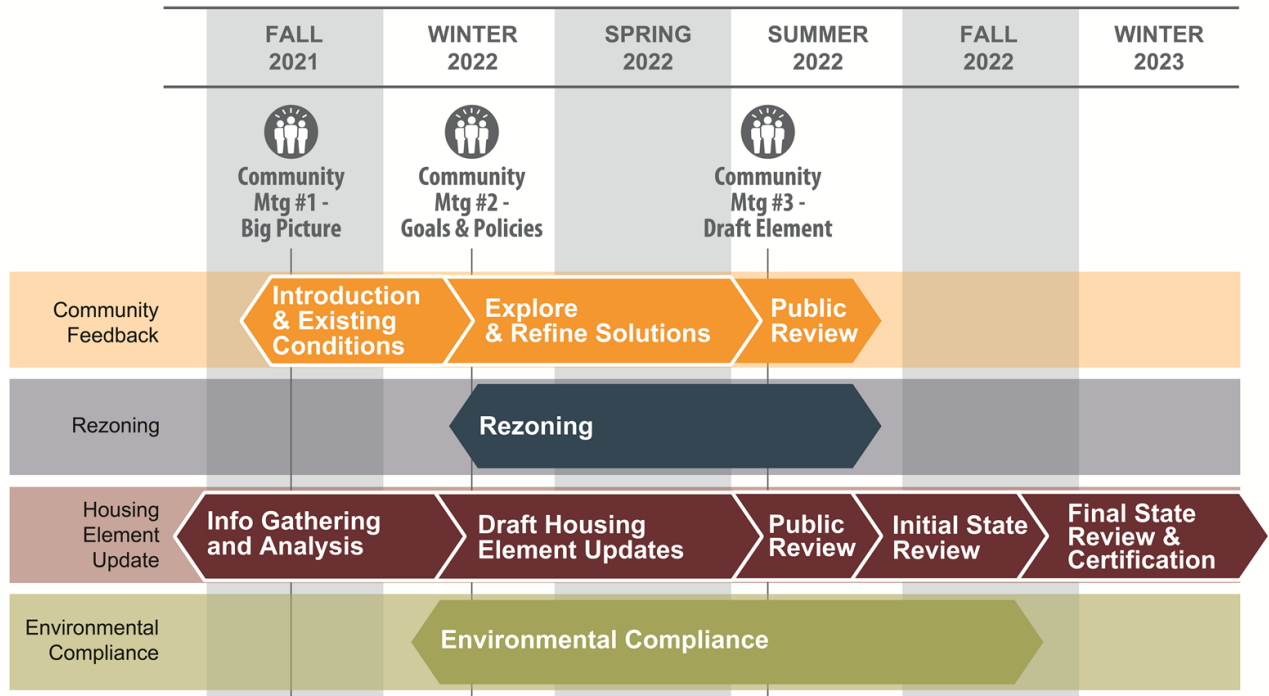 FALL
2021
WINTER
2022
SPRING
2022
SUMMER
2022
FALL
2022
WINTER
2023
Community
Mtg #1 -
Big Picture
Community
Mtg #2 -
Goals & Policies
Community
Mtg #3 -
Draft Element
Community
Feedback
Introduction
& Existing
Conditions
Explore
& Refine Solutions
Public
Review
Rezoning
Rezoning
Housing
Element
Update
Info Gathering
and Analysis
Draft Housing
Element Updates
Public
Review
Initial State
Review
Final State
Review &
Certification
Environmental
Compliance
Environmental Compliance